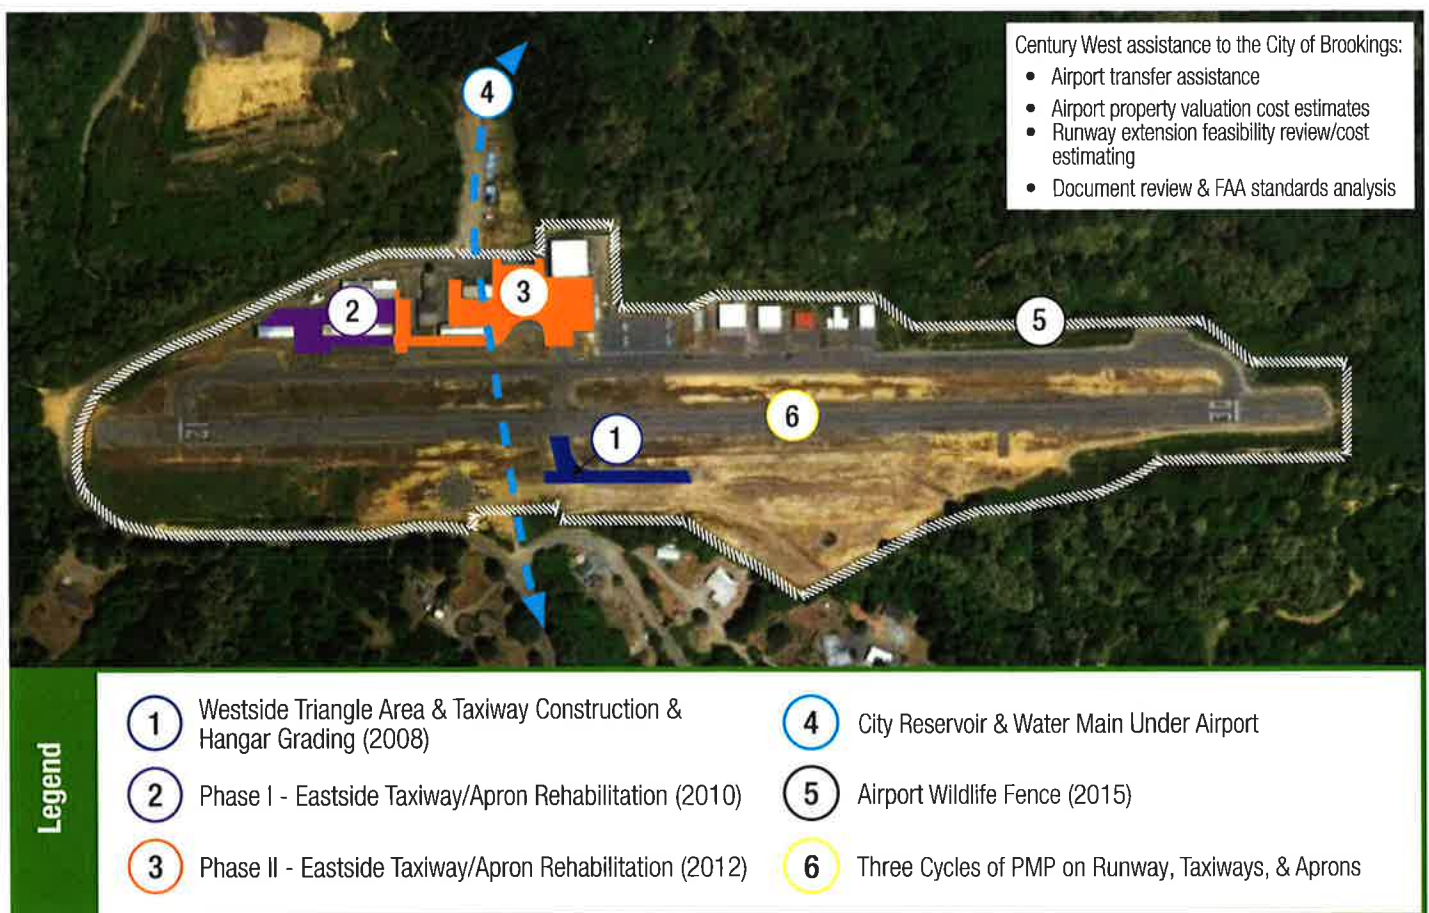 Century West assistance to the City of Brookings:
• Airport transfer assistance
• Airport property valuation cost estimates
• Runway extension feasibility review/cost
estimating
• Document review & FAA standards analysis
4
3
2
5
6
1
12
30
Legend
1 Westside Triangle Area & Taxiway Construction &
Hangar Grading (2008)
2 Phase I - Eastside Taxiway/Apron Rehabilitation (2010)
3 Phase II - Eastside Taxiway/Apron Rehabilitation (2012)
4 City Reservoir & Water Main Under Airport
5 Airport Wildlife Fence (2015)
6 Three Cycles of PMP on Runway, Taxiways, & Aprons